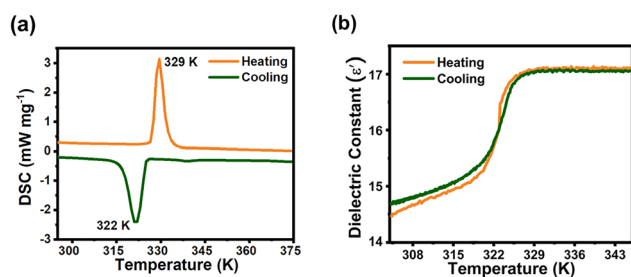 (a)
DSC (mW mg-1)
3
2
1
0
-1
-2
-3
329 K
Heating
Cooling
322 K
295 315 330 345 360 375
Temperature (K)
(b)
Dielectric Constant (ε′)
17
16
15
14
Heating
Cooling
308 315 322 329 336 343
Temperature (K)